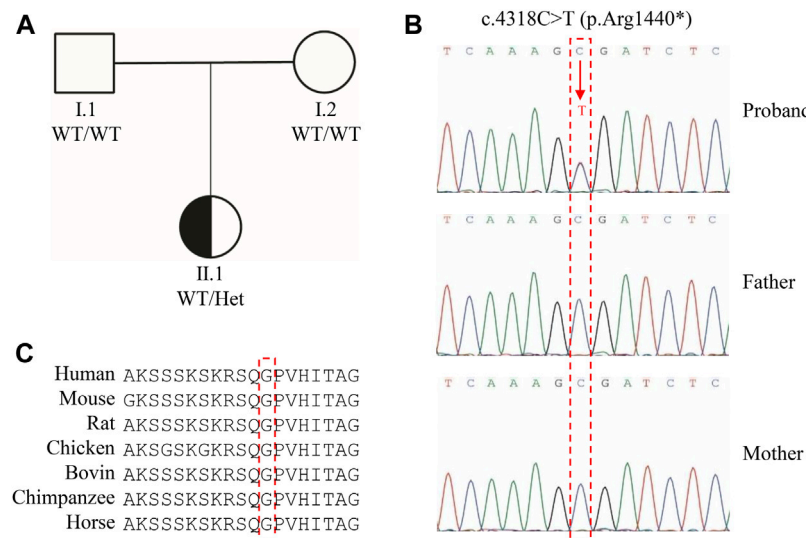 A
I.1
WT/WT
I.2
WT/WT
II.1
WT/Het
B
c.4318C>T (p.Arg1440*)
T C A A A G C G A T C T C
T
Proband
T C A A A G C G A T C T C
Father
T C A A A G C G A T C T C
Mother
C
Human AKSSSKSKRSQGPVHITAG
Mouse GKSSSKSKRSQGPVHITAG
Rat AKSSSKSKRSQGPVHITAG
Chicken AKSGSKGKRSQGPVHITAG
Bovin AKSSSKSKRSQGPVHITAG
Chimpanzee AKSSSKSKRSQGPVHITAG
Horse AKSSSKSKRSQGPVHITAG